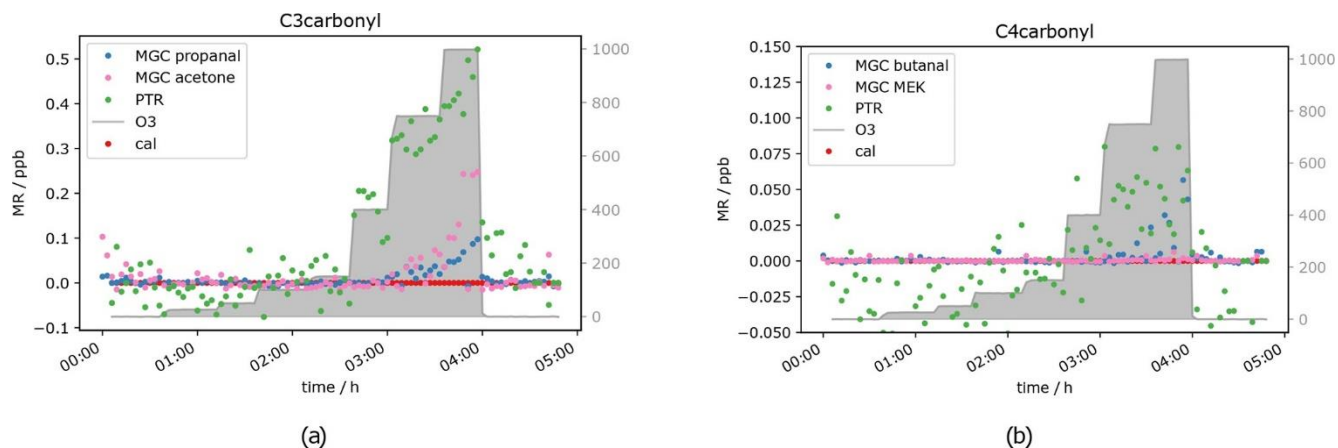 C3carbonyl
MR / ppb
0.5
0.4
0.3
0.2
0.1
0.0
−0.1
MGC propanal
MGC acetone
PTR
O3
cal
1000
800
600
400
200
0
00:00
01:00
02:00
03:00
04:00
05:00
time / h
(a)
C4carbonyl
MR / ppb
0.150
0.125
0.100
0.075
0.050
0.025
0.000
−0.025
−0.050
MGC butanal
MGC MEK
PTR
O3
cal
1000
800
600
400
200
0
00:00
01:00
02:00
03:00
04:00
05:00
time / h
(b)